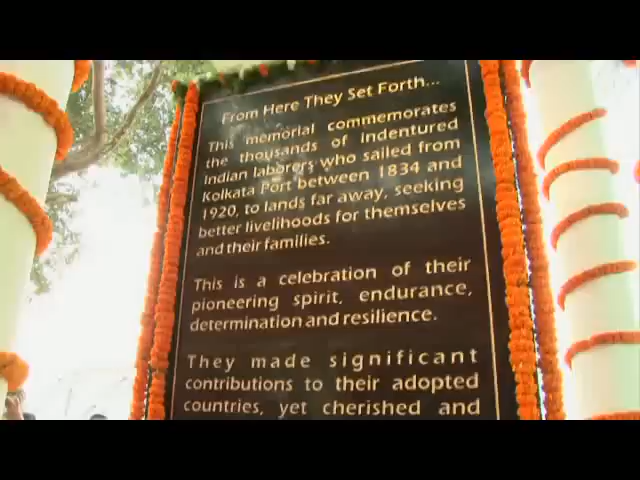 From Here They Set Forth...
This memorial commemorates
the thousands of indentured
Indian laborers who sailed from
Kolkata Port between 1834 and
1920, to lands far away, seeking
better livelihoods for themselves
and their families.
This is a celebration of their
pioneering spirit, endurance,
determination and resilience.
They made significant
contributions to their adopted
countries, yet cherished and